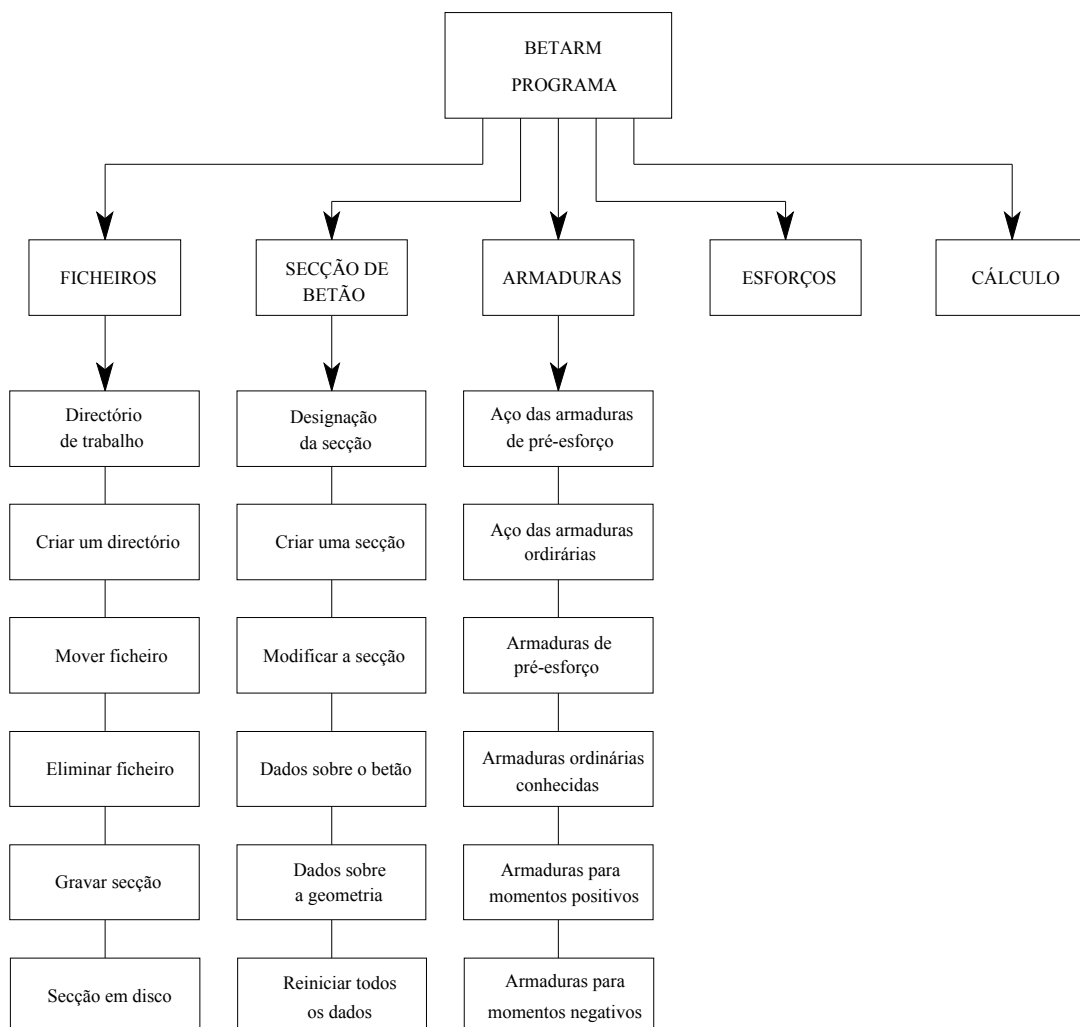 BETARM
PROGRAMA
FICHEIROS
SECÇÃO DE
BETÃO
ARMADURAS
ESFORÇOS
CÁLCULO
Directório
de trabalho
Criar um directório
Mover ficheiro
Eliminar ficheiro
Gravar secção
Secção em disco
Designação
da secção
Criar uma secção
Modificar a secção
Dados sobre o betão
Dados sobre
a geometria
Reiniciar todos
os dados
Aço das armaduras
de pré-esforço
Aço das armaduras
ordirárias
Armaduras de
pré-esforço
Armaduras ordinárias
conhecidas
Armaduras para
momentos positivos
Armaduras para
momentos negativos